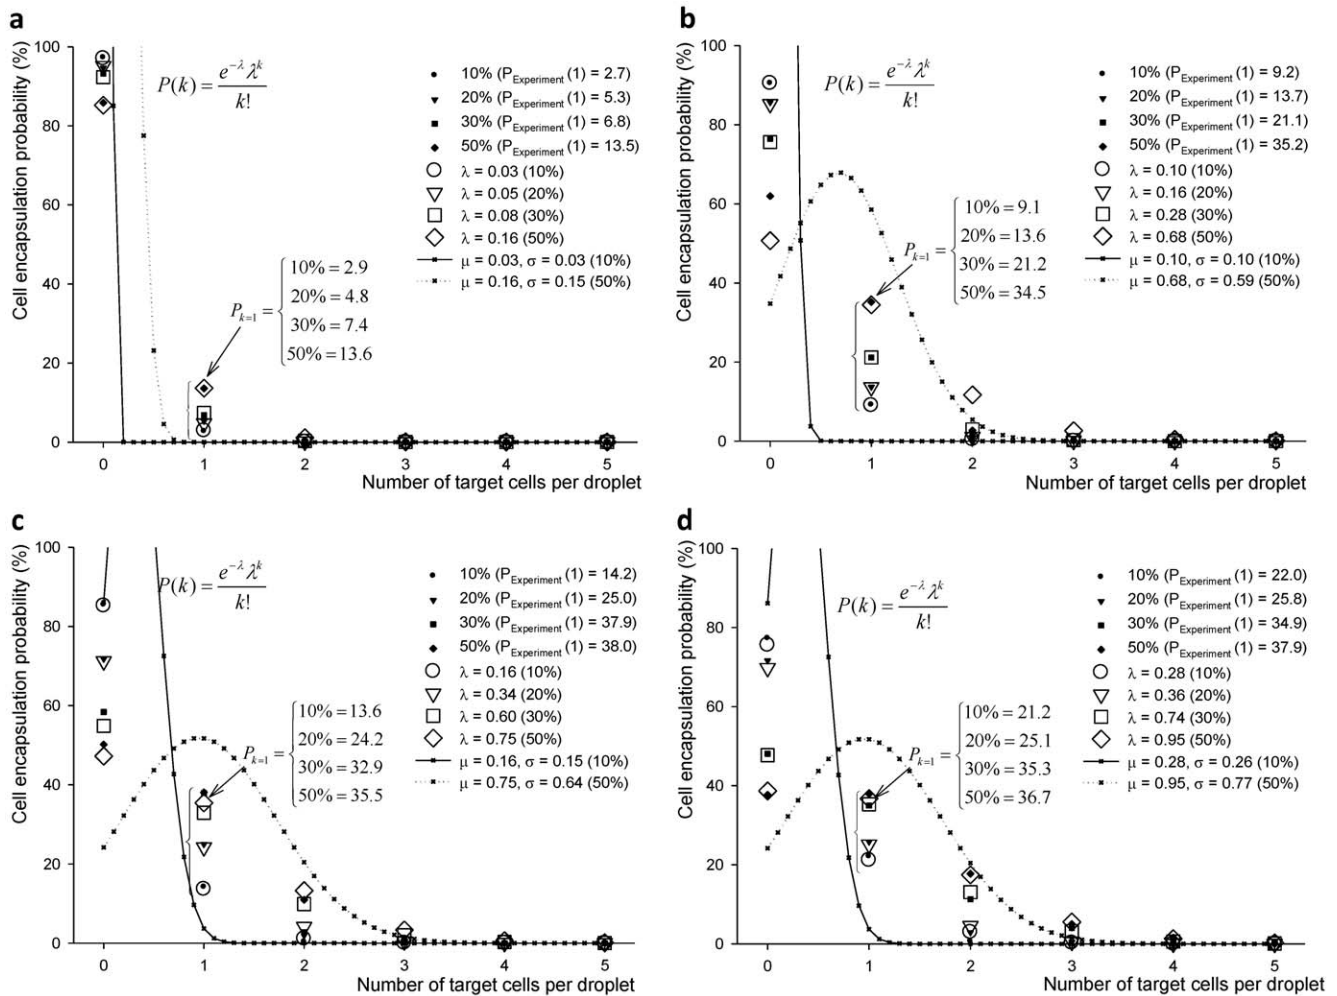 a
Cell encapsulation probability (%)
100
80
60
40
20
0
P(k) = e^{-λ} λ^k / k!
10% (P_Experiment (1) = 2.7)
20% (P_Experiment (1) = 5.3)
30% (P_Experiment (1) = 6.8)
50% (P_Experiment (1) = 13.5)
λ = 0.03 (10%)
λ = 0.05 (20%)
λ = 0.08 (30%)
λ = 0.16 (50%)
μ = 0.03, σ = 0.03 (10%)
μ = 0.16, σ = 0.15 (50%)
P_{k=1} =
10% = 2.9
20% = 4.8
30% = 7.4
50% = 13.6
0 1 2 3 4 5
Number of target cells per droplet
b
Cell encapsulation probability (%)
100
80
60
40
20
0
P(k) = e^{-λ} λ^k / k!
10% (P_Experiment (1) = 9.2)
20% (P_Experiment (1) = 13.7)
30% (P_Experiment (1) = 21.1)
50% (P_Experiment (1) = 35.2)
λ = 0.10 (10%)
λ = 0.16 (20%)
λ = 0.28 (30%)
λ = 0.68 (50%)
μ = 0.10, σ = 0.10 (10%)
μ = 0.68, σ = 0.59 (50%)
P_{k=1} =
10% = 9.1
20% = 13.6
30% = 21.2
50% = 34.5
0 1 2 3 4 5
Number of target cells per droplet
c
Cell encapsulation probability (%)
100
80
60
40
20
0
P(k) = e^{-λ} λ^k / k!
10% (P_Experiment (1) = 14.2)
20% (P_Experiment (1) = 25.0)
30% (P_Experiment (1) = 37.9)
50% (P_Experiment (1) = 38.0)
λ = 0.16 (10%)
λ = 0.34 (20%)
λ = 0.60 (30%)
λ = 0.75 (50%)
μ = 0.16, σ = 0.15 (10%)
μ = 0.75, σ = 0.64 (50%)
P_{k=1} =
10% = 13.6
20% = 24.2
30% = 32.9
50% = 35.5
0 1 2 3 4 5
Number of target cells per droplet
d
Cell encapsulation probability (%)
100
80
60
40
20
0
P(k) = e^{-λ} λ^k / k!
10% (P_Experiment (1) = 22.0)
20% (P_Experiment (1) = 25.8)
30% (P_Experiment (1) = 34.9)
50% (P_Experiment (1) = 37.9)
λ = 0.28 (10%)
λ = 0.36 (20%)
λ = 0.74 (30%)
λ = 0.95 (50%)
μ = 0.28, σ = 0.26 (10%)
μ = 0.95, σ = 0.77 (50%)
P_{k=1} =
10% = 21.2
20% = 25.1
30% = 35.3
50% = 36.7
0 1 2 3 4 5
Number of target cells per droplet